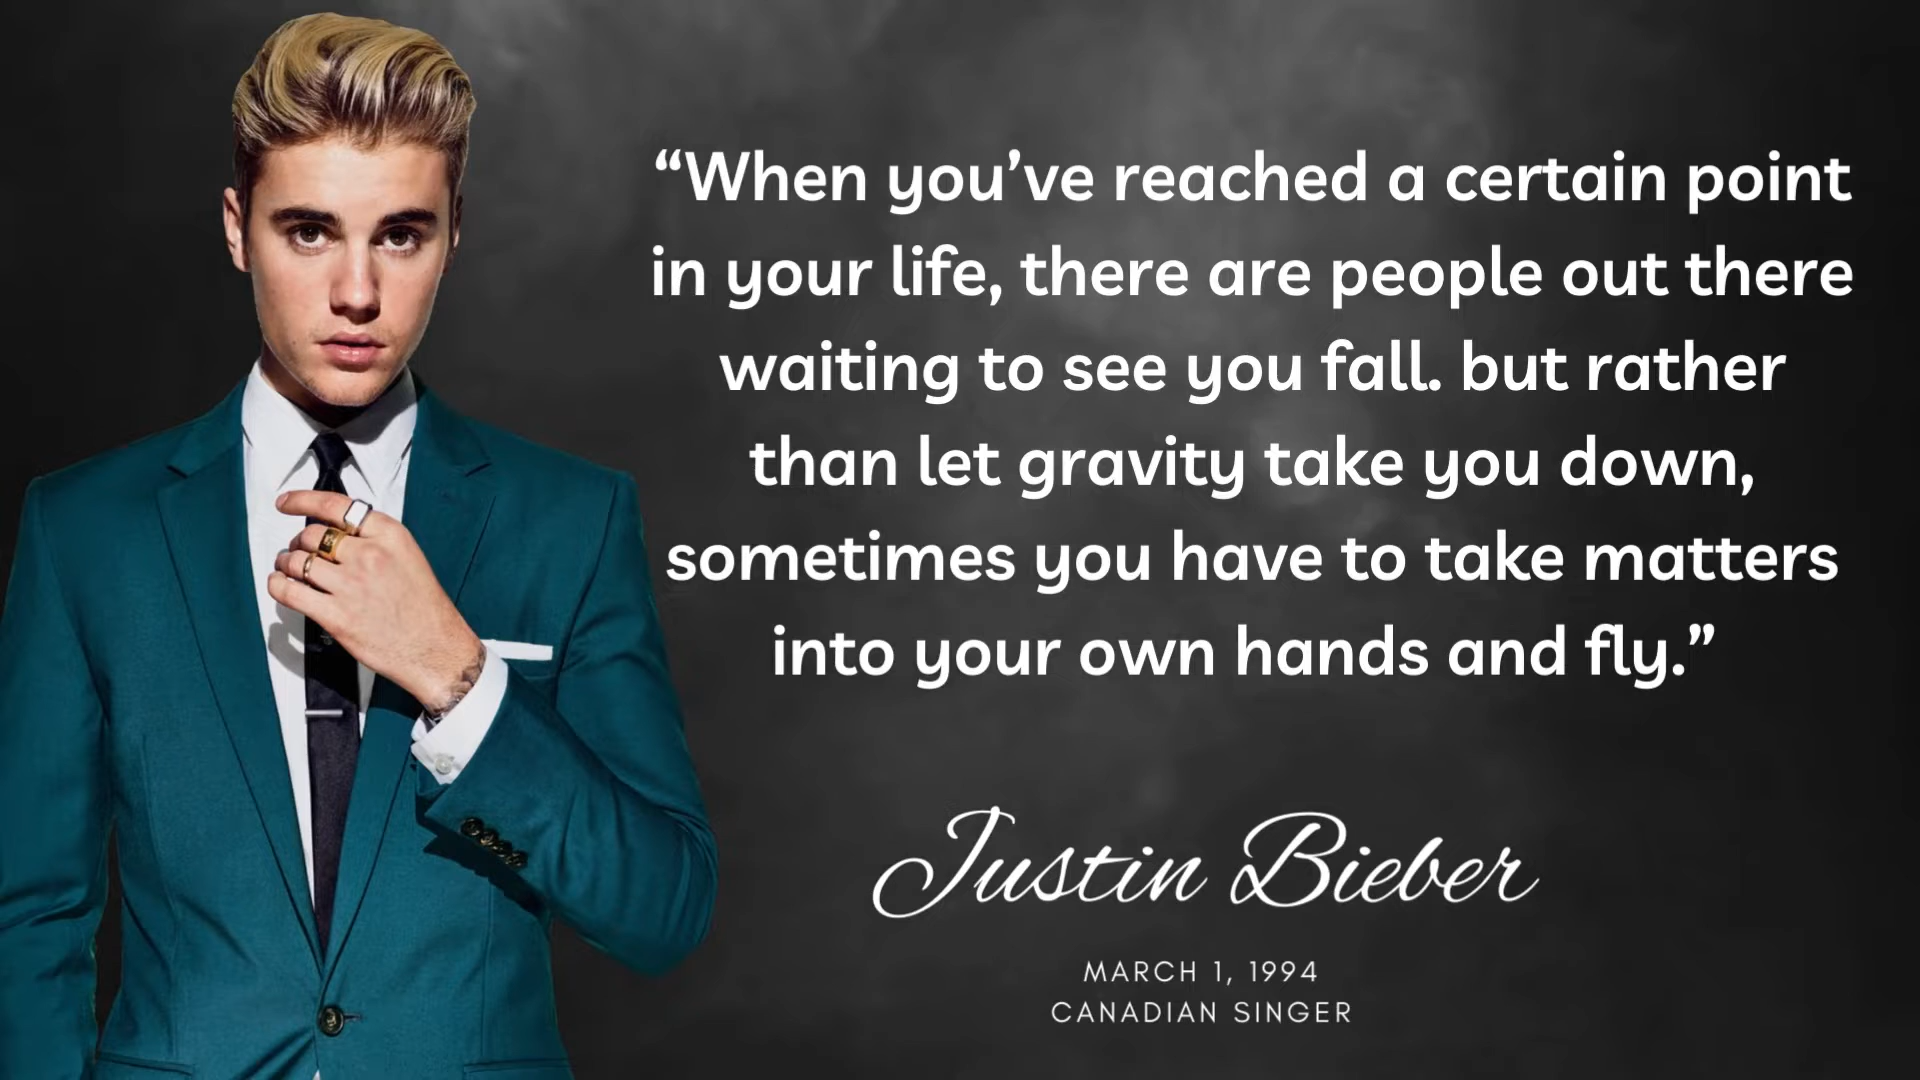 “When you’ve reached a certain point
in your life, there are people out there
waiting to see you fall. but rather
than let gravity take you down,
sometimes you have to take matters
into your own hands and fly.”
Justin Bieber
MARCH 1, 1994
CANADIAN SINGER